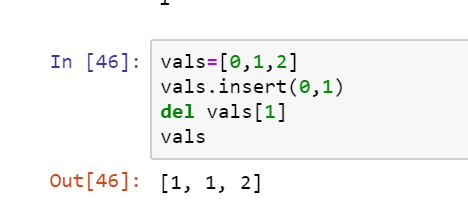 In [46]: vals=[0,1,2]
vals.insert(0,1)
del vals[1]
vals
Out[46]: [1, 1, 2]